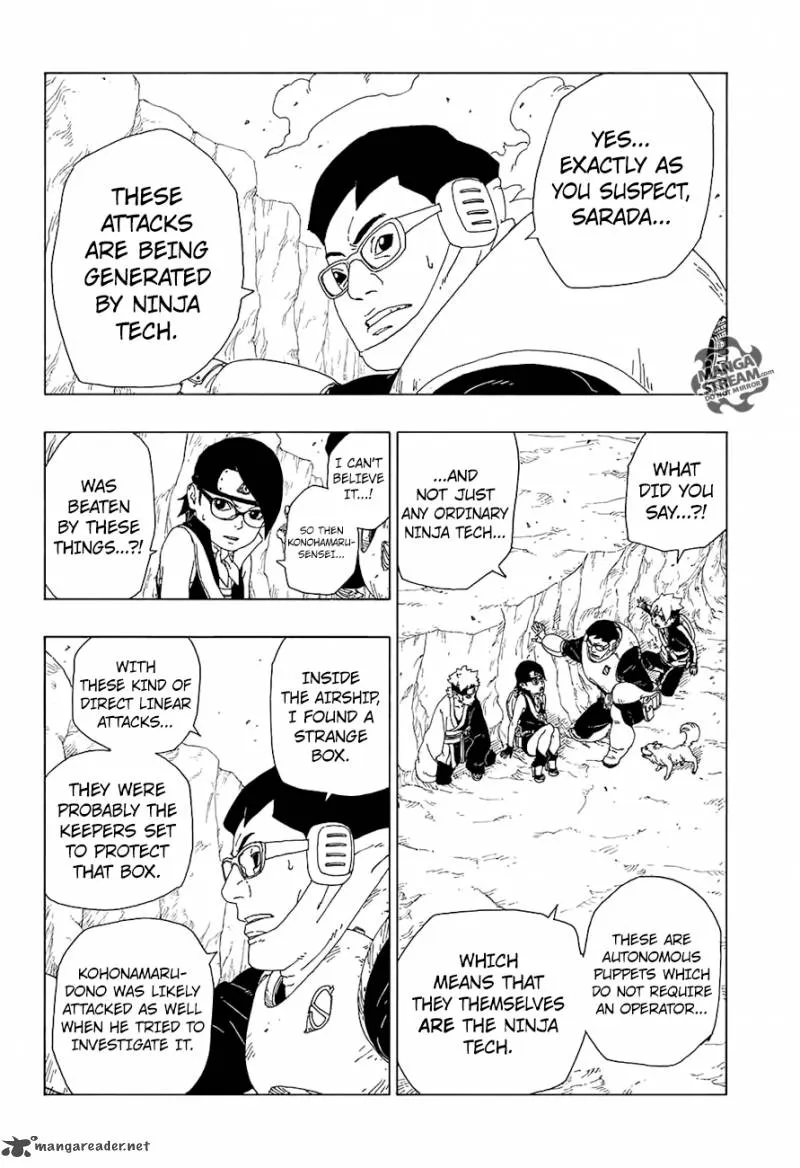 YES...
EXACTLY AS
YOU SUSPECT,
SARADA...
THESE
ATTACKS
ARE BEING
GENERATED
BY NINJA
TECH.
MANGA
STREAM.com
DO NOT MIRROR
WHAT
DID YOU
SAY...?!
...AND
NOT JUST
ANY ORDINARY
NINJA TECH...
THESE ARE
AUTONOMOUS
PUPPETS WHICH
DO NOT REQUIRE
AN OPERATOR...
WHICH
MEANS THAT
THEY THEMSELVES
ARE THE NINJA
TECH.
I CAN'T
BELIEVE
IT...!
SO THEN
KONOHAMARU-
SENSEI...
WAS
BEATEN
BY THESE
THINGS...?!
INSIDE
THE AIRSHIP,
I FOUND A
STRANGE
BOX.
WITH
THESE KIND OF
DIRECT LINEAR
ATTACKS...
THEY WERE
PROBABLY THE
KEEPERS SET
TO PROTECT
THAT BOX.
KOHONAMARU-
DONO WAS LIKELY
ATTACKED AS WELL
WHEN HE TRIED TO
INVESTIGATE IT.
mangareader.net